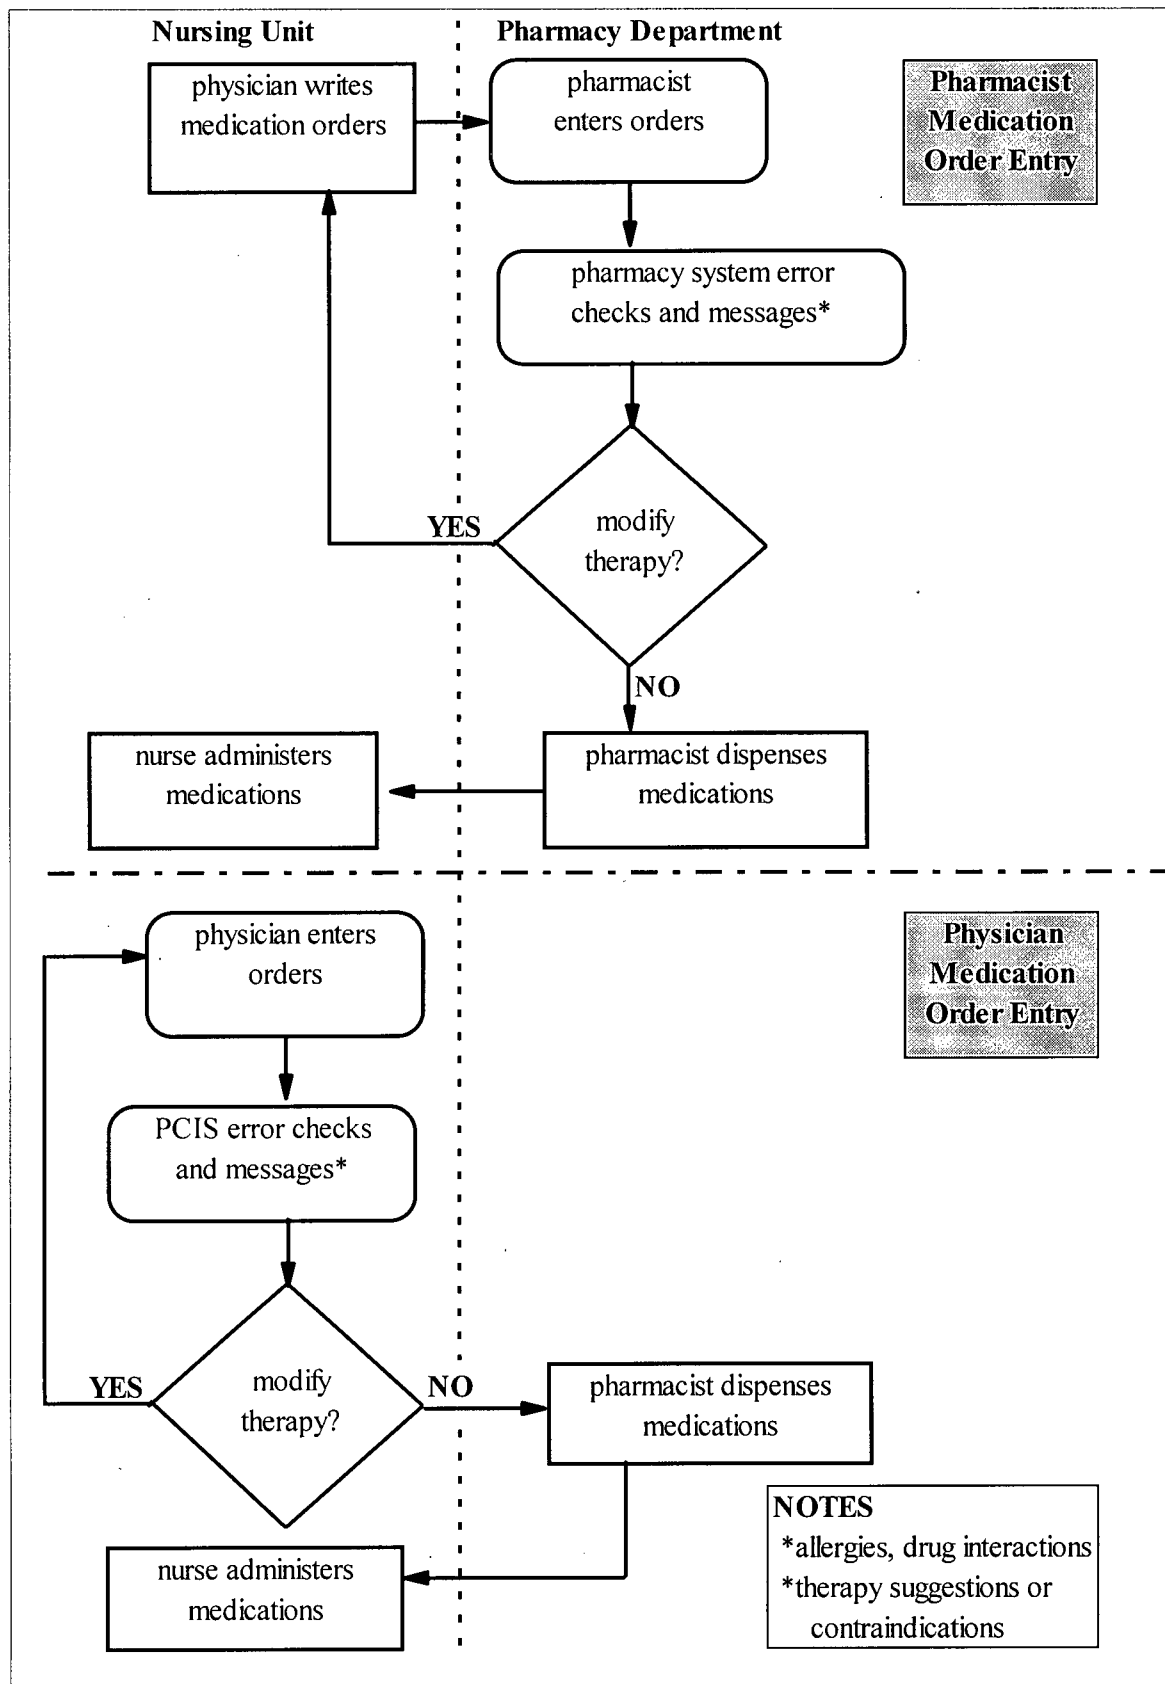 Nursing Unit
Pharmacy Department
physician writes
medication orders
pharmacist
enters orders
Pharmacist
Medication
Order Entry
pharmacy system error
checks and messages*
YES
modify
therapy?
NO
nurse administers
medications
pharmacist dispenses
medications
physician enters
orders
Physician
Medication
Order Entry
PCIS error checks
and messages*
YES
modify
therapy?
NO
pharmacist dispenses
medications
nurse administers
medications
NOTES
*allergies, drug interactions
*therapy suggestions or
contraindications